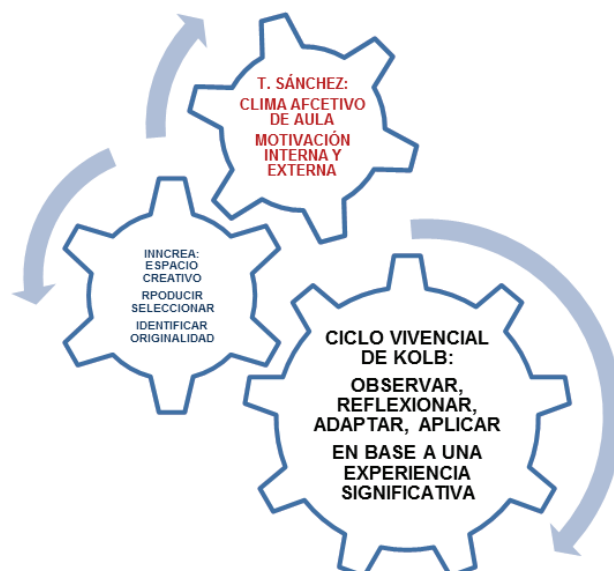 T. SÁNCHEZ:
CLIMA AFCETIVO
DE AULA
MOTIVACIÓN
INTERNA Y
EXTERNA
INNCREA:
ESPACIO
CREATIVO
RPODUCIR
SELECCIONAR
IDENTIFICAR
ORIGINALIDAD
CICLO VIVENCIAL
DE KOLB:
OBSERVAR,
REFLEXIONAR,
ADAPTAR, APLICAR
EN BASE A UNA
EXPERIENCIA
SIGNIFICATIVA